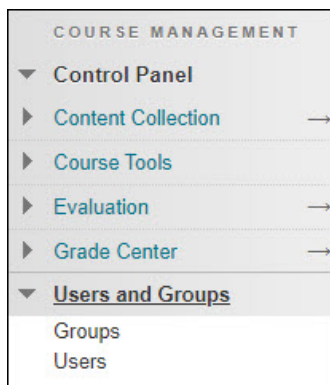 COURSE MANAGEMENT
Control Panel
Content Collection
Course Tools
Evaluation
Grade Center
Users and Groups
Groups
Users